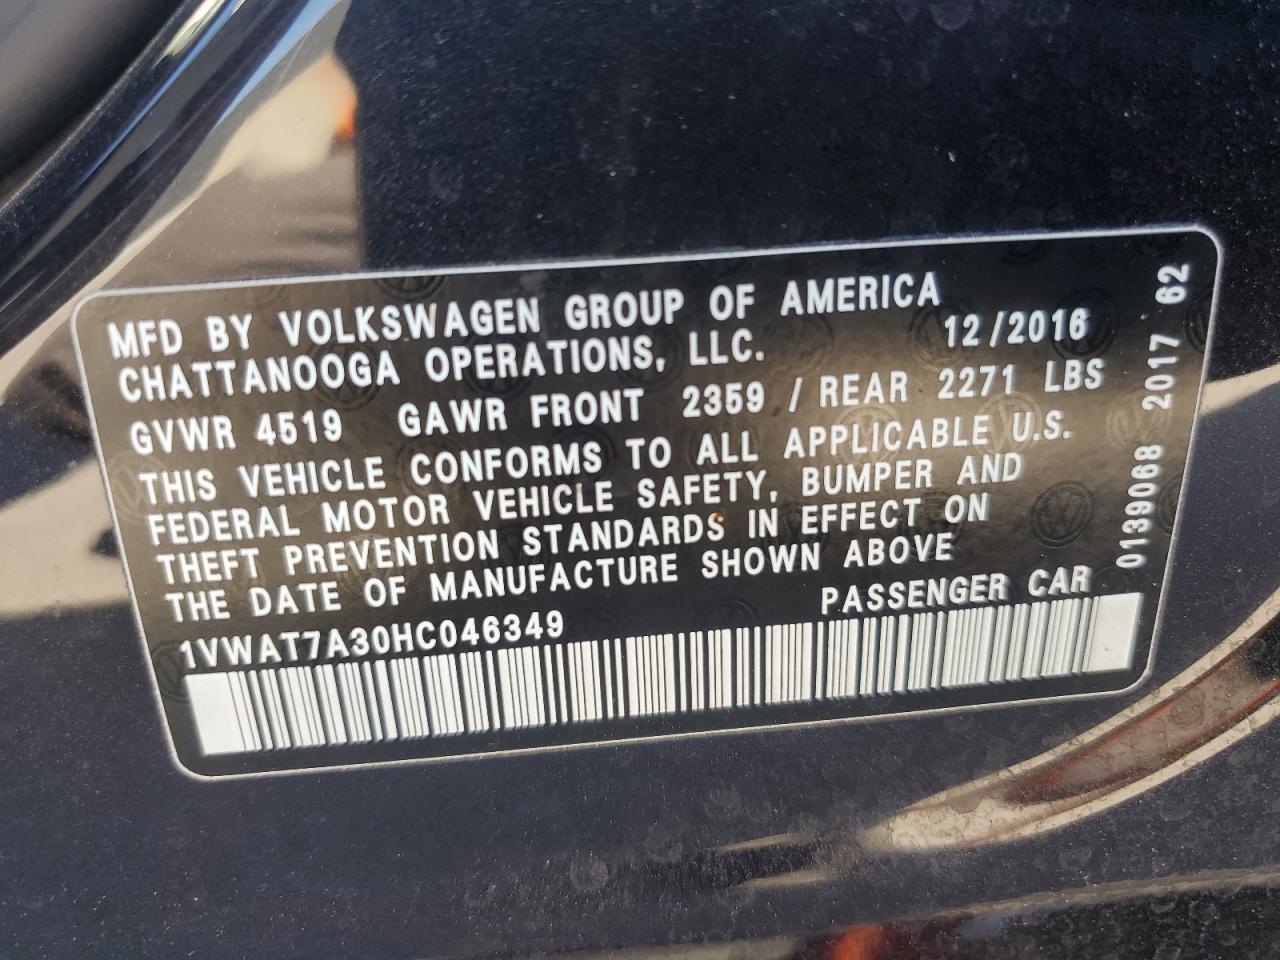 MFD BY VOLKSWAGEN GROUP OF AMERICA
CHATTANOOGA OPERATIONS, LLC. 12/2016
GVWR 4519 GAWR FRONT 2359 / REAR 2271 LBS
THIS VEHICLE CONFORMS TO ALL APPLICABLE U.S.
FEDERAL MOTOR VEHICLE SAFETY, BUMPER AND
THEFT PREVENTION STANDARDS IN EFFECT ON
THE DATE OF MANUFACTURE SHOWN ABOVE
1VWAT7A30HC046349 PASSENGER CAR
0139068 2017 62